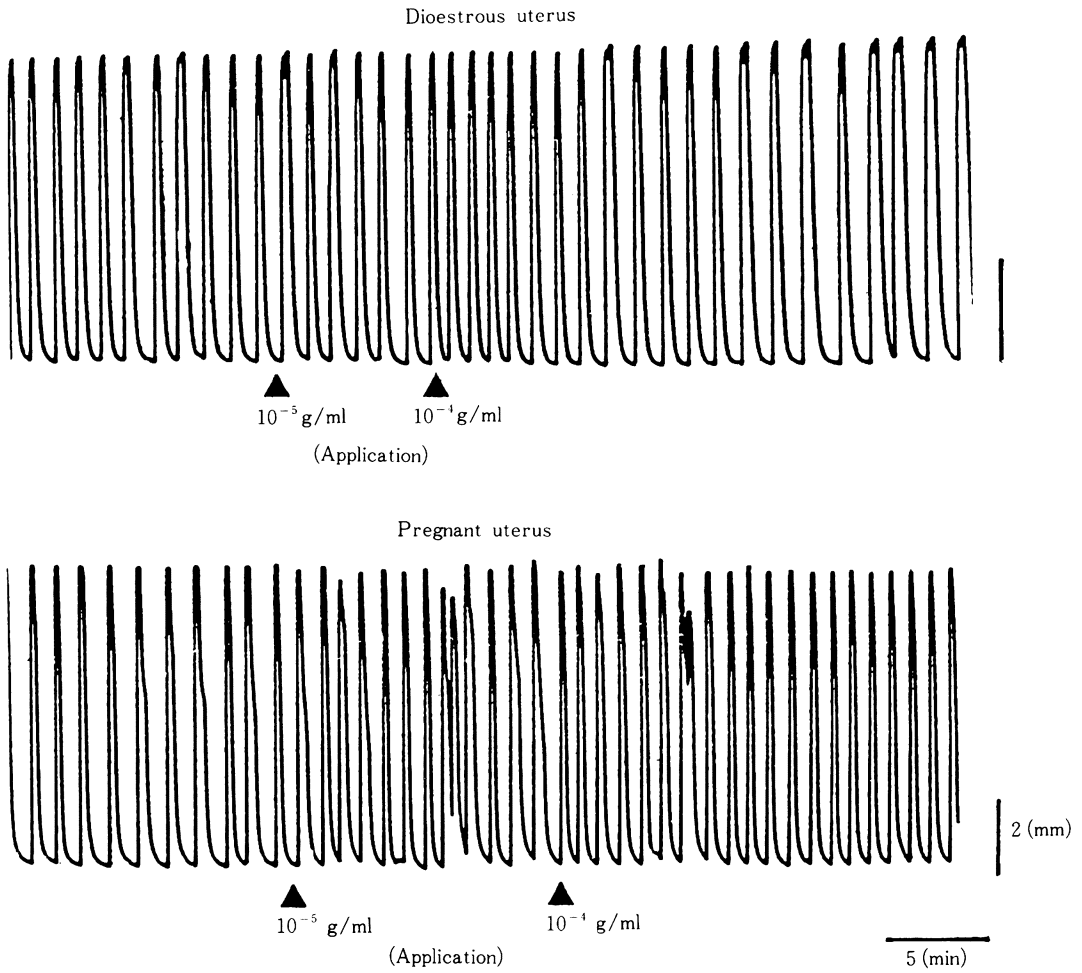 Dioestrous uterus
10⁻⁵ g/ml 10⁻⁴ g/ml
(Application)
Pregnant uterus
2 (mm)
10⁻⁵ g/ml 10⁻⁴ g/ml
(Application)
5 (min)